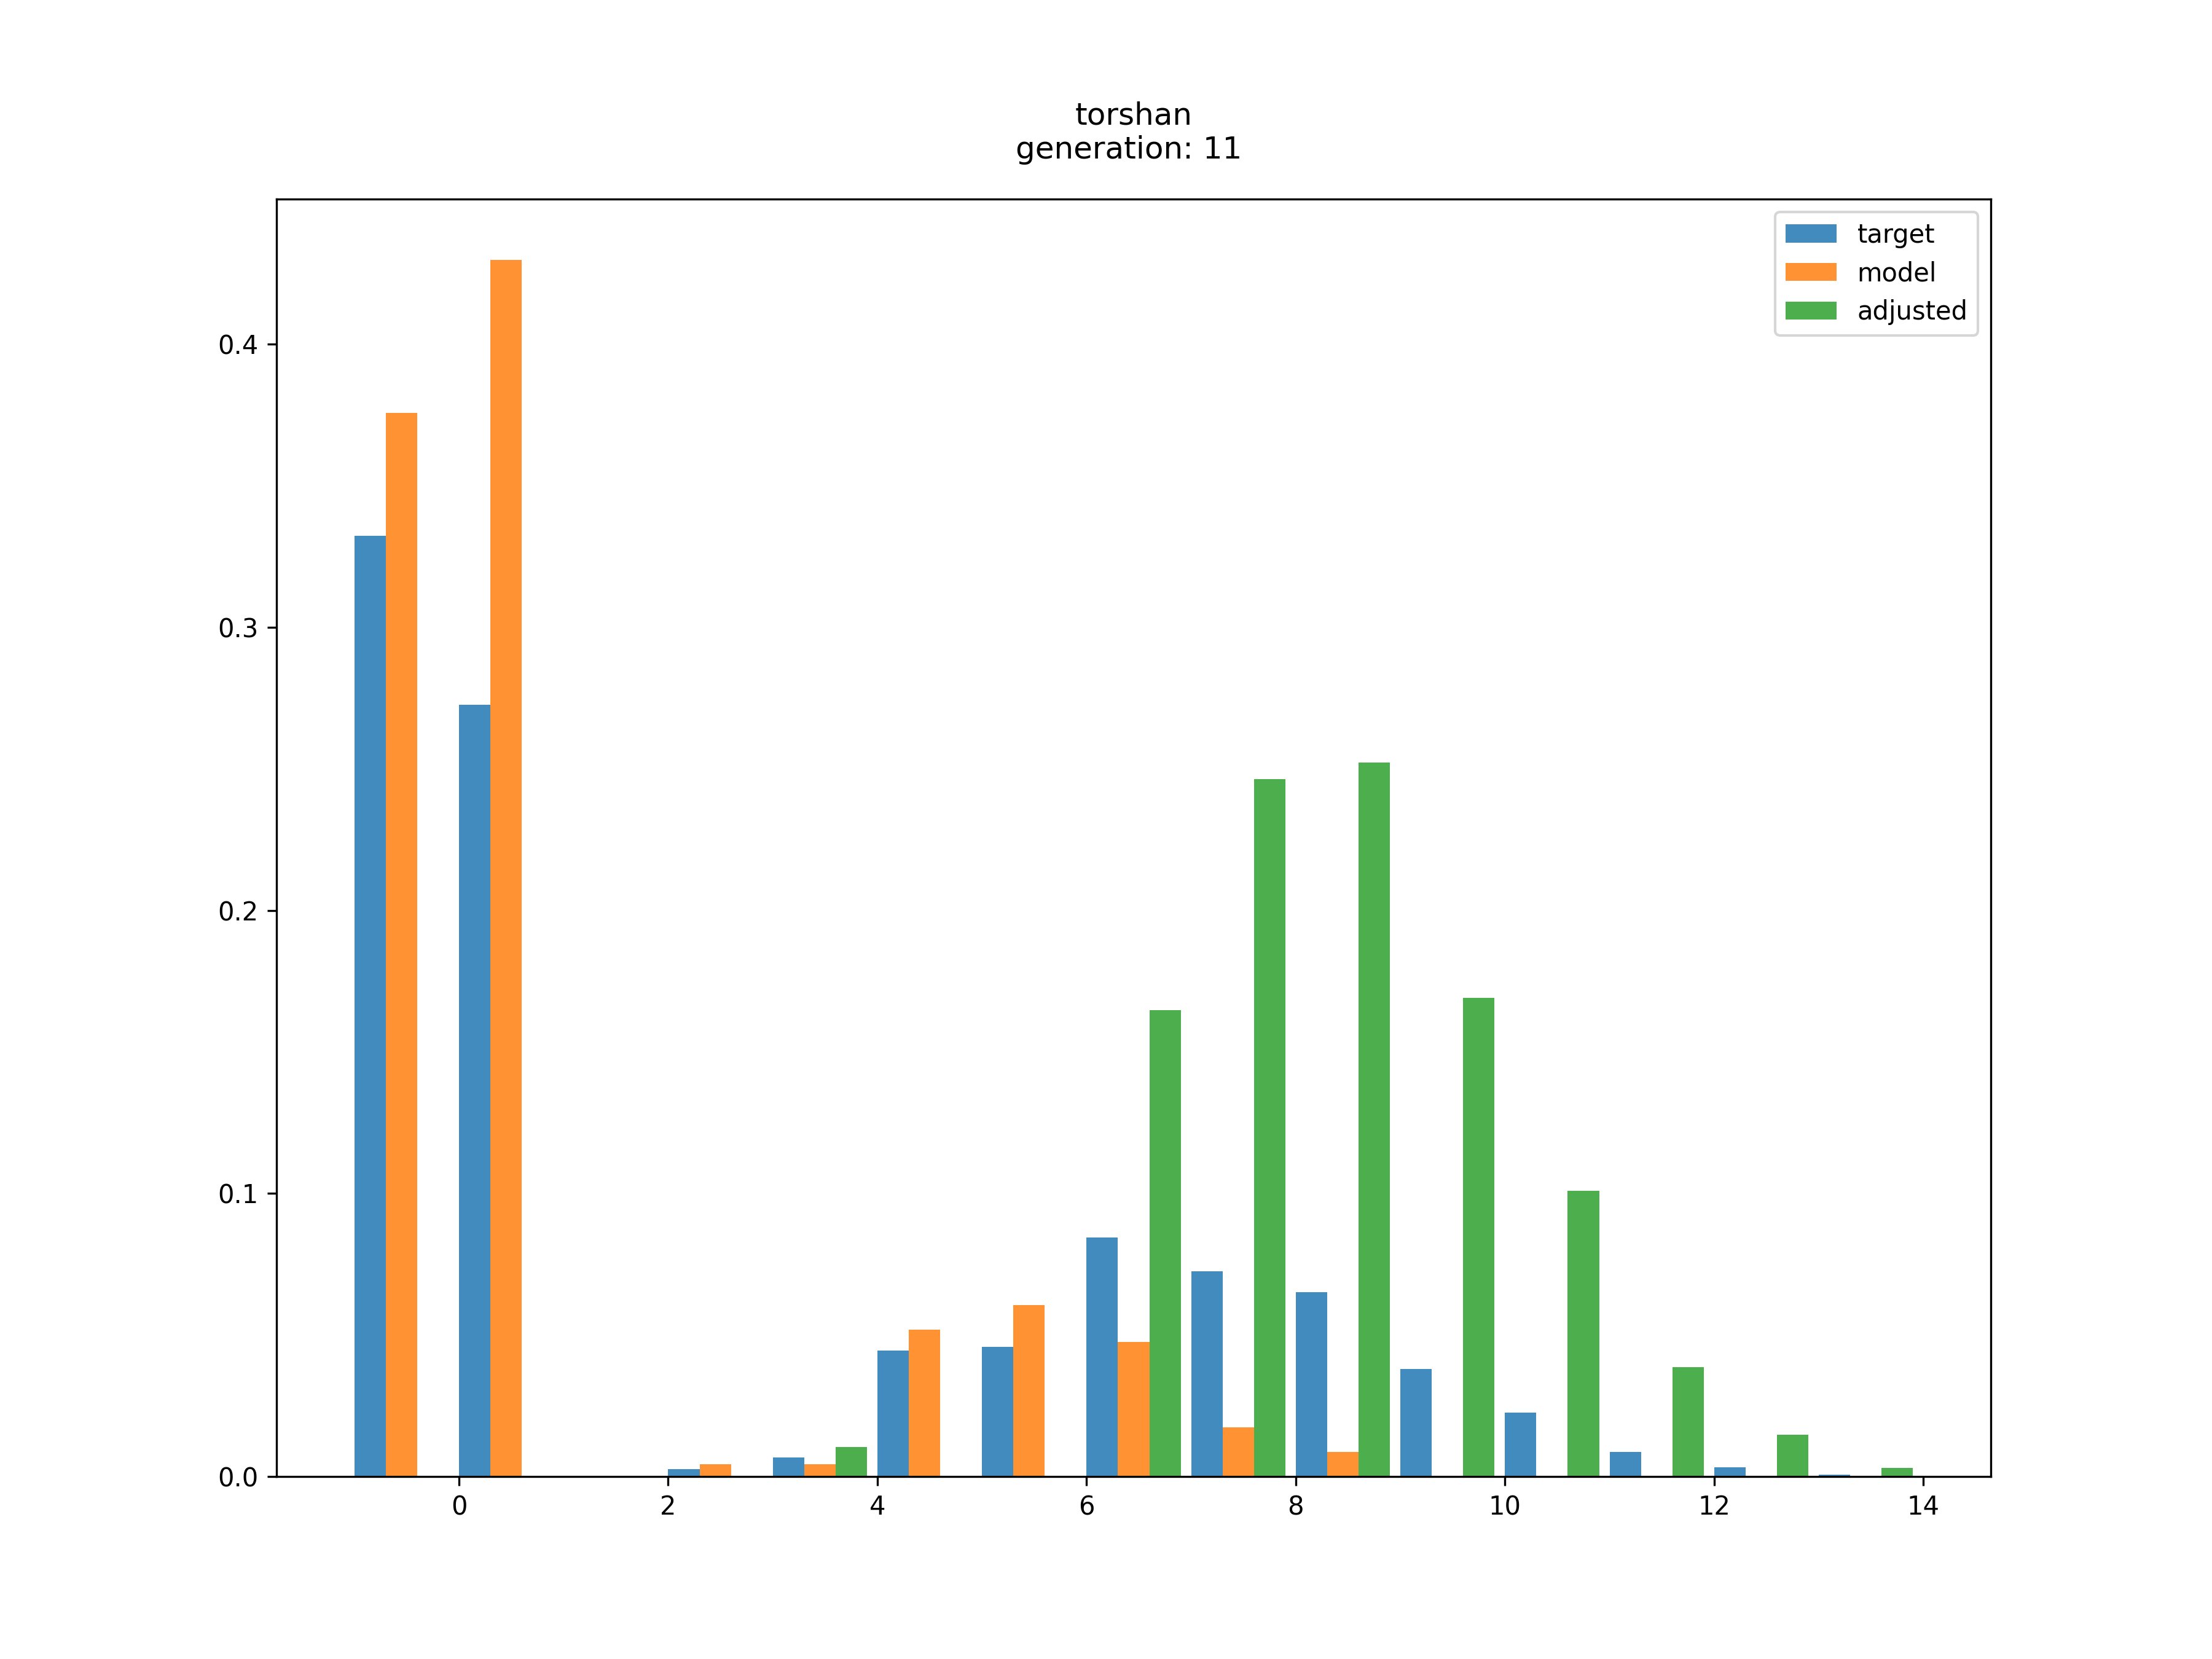 torshan
generation: 11
target
model
adjusted
0.4
0.3
0.2
0.1
0.0
0 2 4 6 8 10 12 14